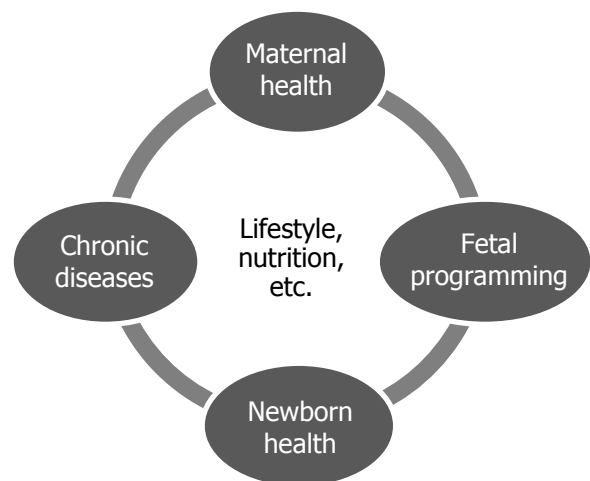 Maternal
health
Chronic
diseases
Lifestyle,
nutrition,
etc.
Fetal
programming
Newborn
health